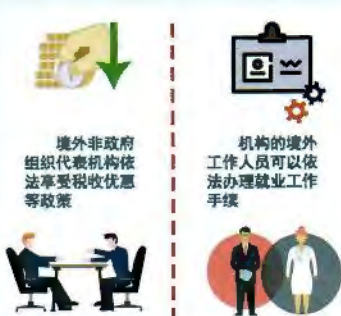 境外非政府
组织代表机构依
法享受税收优惠
等政策
机构的境外
工作人员可以依
法办理就业工作
手续